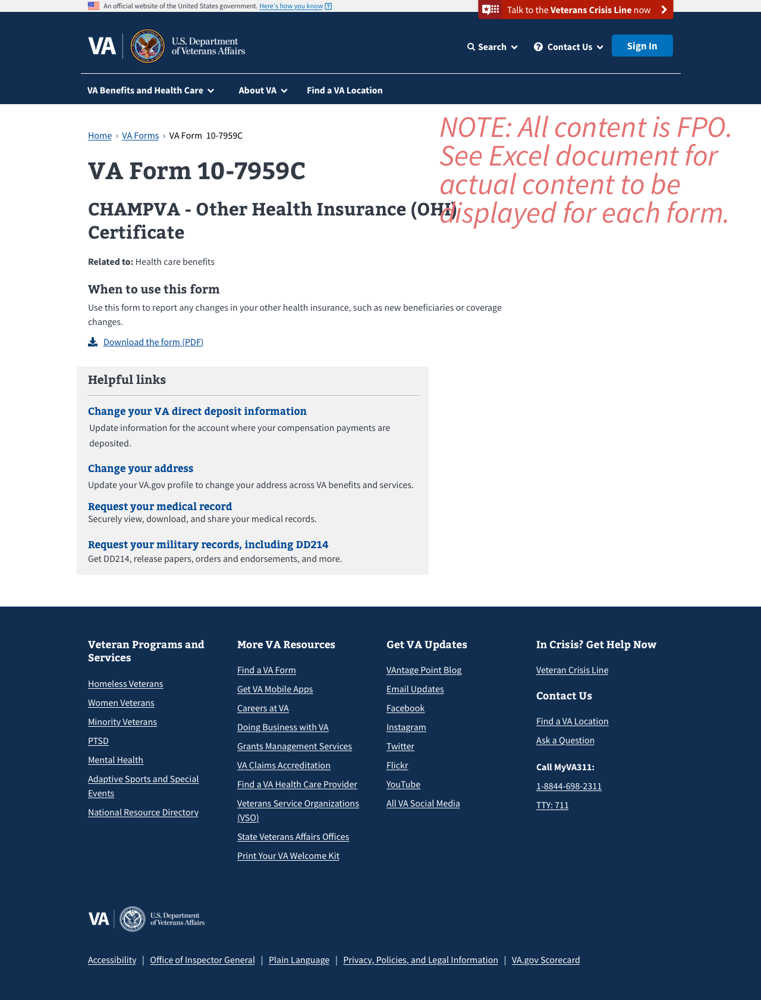 An official website of the United States government. Here's how you know
Talk to the Veterans Crisis Line now
VA
U.S. Department
of Veterans Affairs
Search
Contact Us
Sign In
VA Benefits and Health Care
About VA
Find a VA Location
Home › VA Forms › VA Form 10-7959C
NOTE: All content is FPO.
See Excel document for
actual content to be
displayed for each form.
VA Form 10-7959C
CHAMPVA - Other Health Insurance (OHI)
Certificate
Related to: Health care benefits
When to use this form
Use this form to report any changes in your other health insurance, such as new beneficiaries or coverage
changes.
Download the form (PDF)
Helpful links
Change your VA direct deposit information
Update information for the account where your compensation payments are
deposited.
Change your address
Update your VA.gov profile to change your address across VA benefits and services.
Request your medical record
Securely view, download, and share your medical records.
Request your military records, including DD214
Get DD214, release papers, orders and endorsements, and more.
Veteran Programs and
Services
Homeless Veterans
Women Veterans
Minority Veterans
PTSD
Mental Health
Adaptive Sports and Special
Events
National Resource Directory
More VA Resources
Find a VA Form
Get VA Mobile Apps
Careers at VA
Doing Business with VA
Grants Management Services
VA Claims Accreditation
Find a VA Health Care Provider
Veterans Service Organizations
(VSO)
State Veterans Affairs Offices
Print Your VA Welcome Kit
Get VA Updates
VAntage Point Blog
Email Updates
Facebook
Instagram
Twitter
Flickr
YouTube
All VA Social Media
In Crisis? Get Help Now
Veteran Crisis Line
Contact Us
Find a VA Location
Ask a Question
Call MyVA311:
1-8844-698-2311
TTY: 711
VA
U.S. Department
of Veterans Affairs
Accessibility | Office of Inspector General | Plain Language | Privacy, Policies, and Legal Information | VA.gov Scorecard